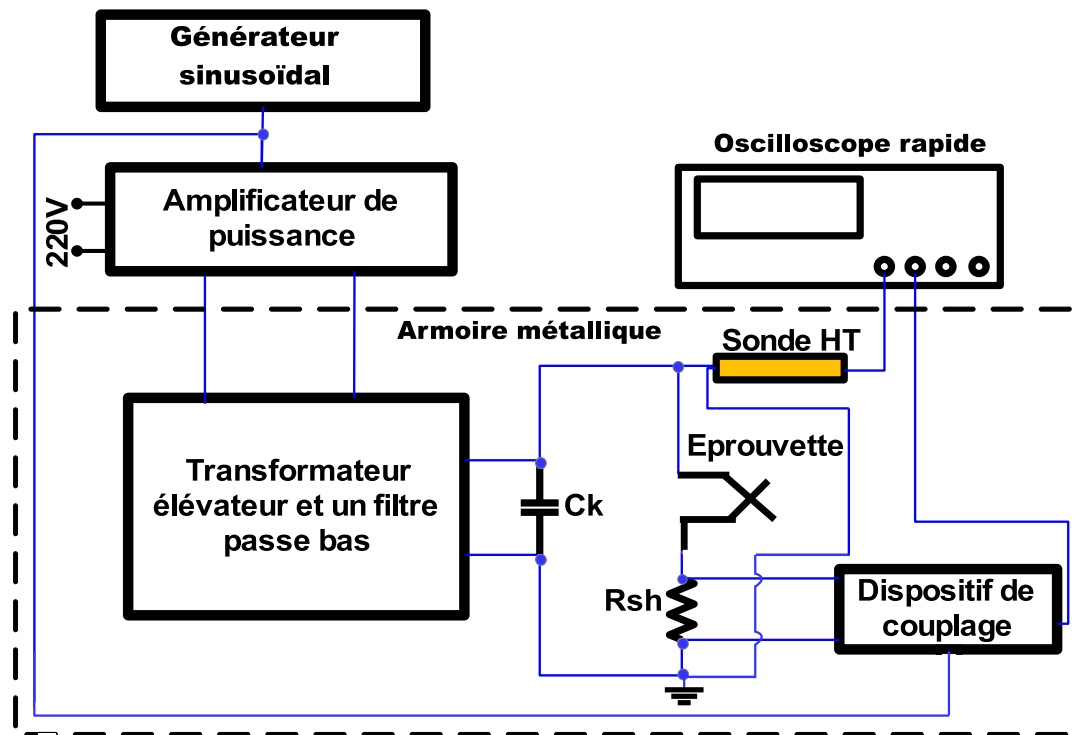 Générateur
sinusoïdal
Oscilloscope rapide
220V
Amplificateur de
puissance
Armoire métallique
Sonde HT
Eprouvette
Transformateur
élévateur et un filtre
passe bas
Ck
Rsh
Dispositif de
couplage